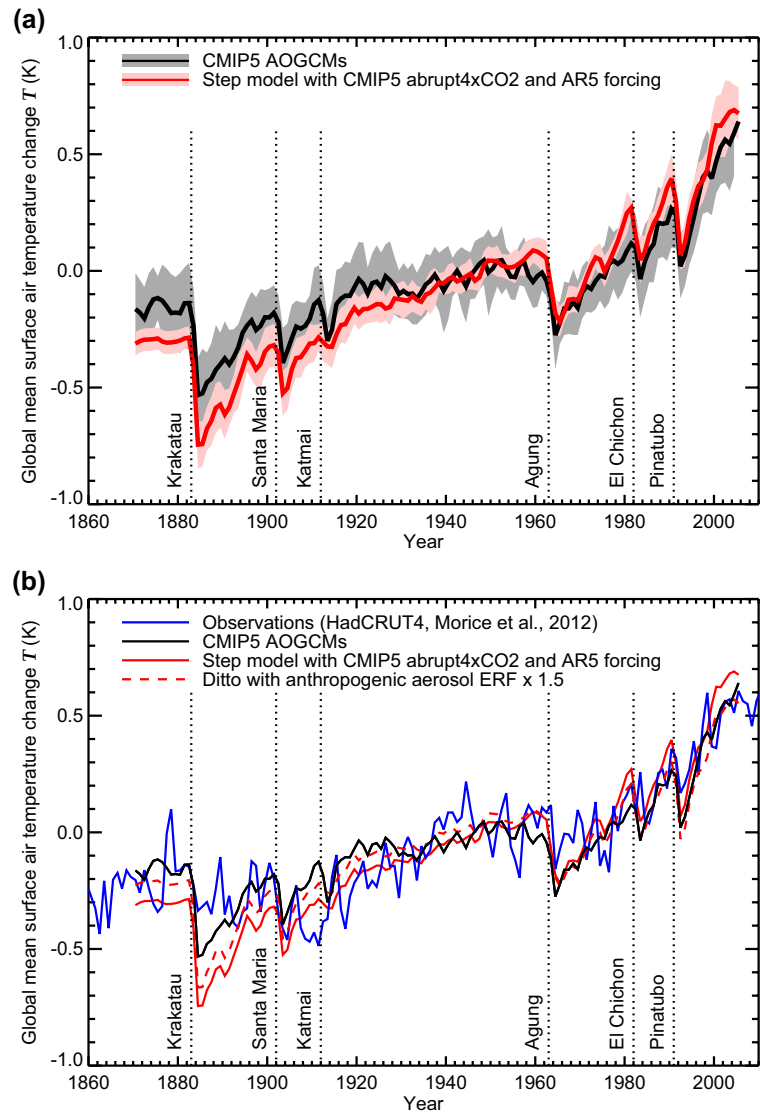 (a)
1.0
0.5
0.0
-0.5
-1.0
Global mean surface air temperature change T (K)
CMIP5 AOGCMs
Step model with CMIP5 abrupt4xCO2 and AR5 forcing
Krakatau
Santa Maria
Katmai
Agung
El Chichon
Pinatubo
1860 1880 1900 1920 1940 1960 1980 2000
Year
(b)
1.0
0.5
0.0
-0.5
-1.0
Global mean surface air temperature change T (K)
Observations (HadCRUT4, Morice et al., 2012)
CMIP5 AOGCMs
Step model with CMIP5 abrupt4xCO2 and AR5 forcing
Ditto with anthropogenic aerosol ERF x 1.5
Krakatau
Santa Maria
Katmai
Agung
El Chichon
Pinatubo
1860 1880 1900 1920 1940 1960 1980 2000
Year